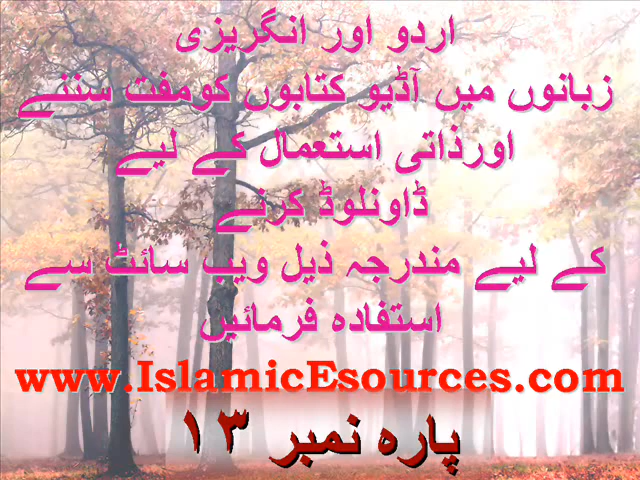 اردو اور انگریزی
زبانوں میں آڈیو کتابوں کومفت سننے
اورذاتی استعمال کے لیے
ڈاونلوڈ کرنے
کے لیے مندرجہ ذیل ویب سائٹ سے
استفادہ فرمائیں
www.IslamicEsources.com
پارہ نمبر ١٣